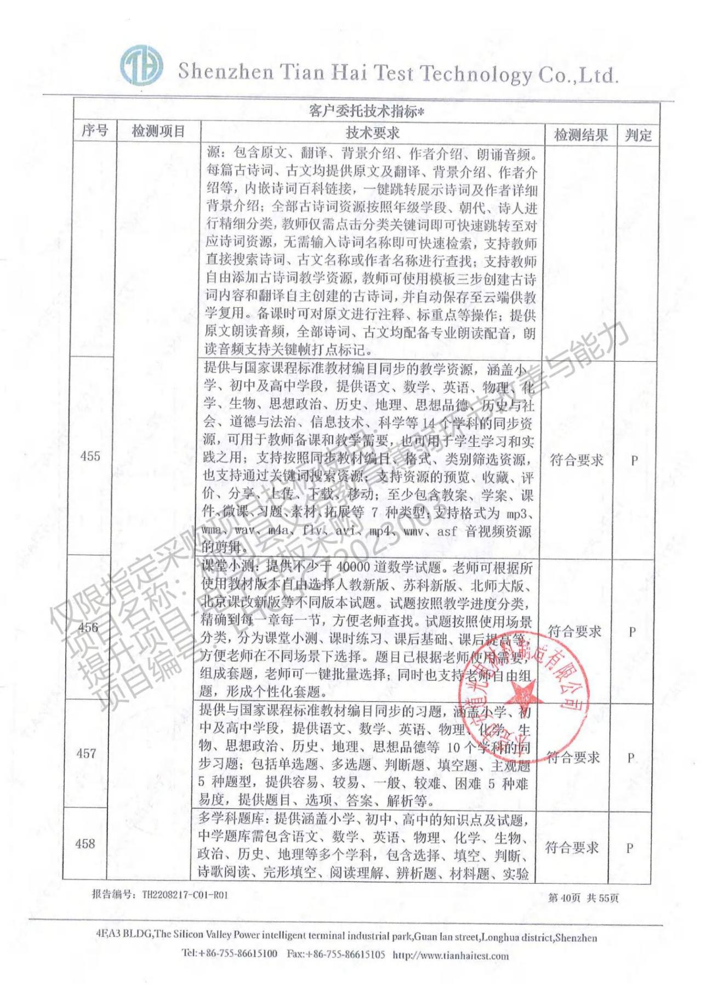 TH
Shenzhen Tian Hai Test Technology Co.,Ltd.
客户委托技术指标*
序号 检测项目 技术要求 检测结果 判定
源：包含原文、翻译、背景介绍、作者介绍、朗诵音频。
每篇古诗词、古文均提供原文及翻译、背景介绍、作者介
绍等，内嵌诗词百科链接，一键跳转展示诗词及作者详细
背景介绍；全部古诗词资源按照年级学段、朝代、诗人进
行精细分类，教师仅需点击分类关键词即可快速跳转至对
应诗词资源，无需输入诗词名称即可快速检索，支持教师
直接搜索诗词、古文名称或作者名称进行查找；支持教师
自由添加古诗词教学资源，教师可使用模板三步创建古诗
词内容和翻译自主创建的古诗词，并自动保存至云端供教
学复用。备课时可对原文进行注释、标重点等操作；提供
原文朗读音频，全部诗词、古文均配备专业朗读配音，朗
读音频支持关键帧打点标记。
455
提供与国家课程标准教材编目同步的教学资源，涵盖小
学、初中及高中学段，提供语文、数学、英语、物理、化
学、生物、思想政治、历史、地理、思想品德、历史与社
会、道德与法治、信息技术、科学等 14 个学科的同步资
源，可用于教师备课和教学需要，也可用于学生学习和实
践之用；支持按照同步教材编目、格式、类别筛选资源，
也支持通过关键词搜索资源；支持资源的预览、收藏、评
价、分享、上传、下载、移动；至少包含教案、学案、课
件、微课、习题、素材、拓展等 7 种类型；支持格式为 mp3、
wma、wav、m4a、flv、avi、mp4、wmv、asf 音视频资源
的剪辑。
符合要求 P
456
课堂小测：提供不少于 40000 道数学试题。老师可根据所
使用教材版本自由选择人教新版、苏科新版、北师大版、
北京课改新版等不同版本试题。试题按照教学进度分类，
精确到每一章每一节，方便老师查找。试题按照使用场景
分类，分为课堂小测、课时练习、课后基础、课后提高等，
方便老师在不同场景下选择。题目已根据老师使用需要，
组成套题，老师可一键批量选择；同时也支持老师自由组
题，形成个性化套题。
符合要求 P
457
提供与国家课程标准教材编目同步的习题，涵盖小学、初
中及高中学段，提供语文、数学、英语、物理、化学、生
物、思想政治、历史、地理、思想品德等 10 个学科的同
步习题；包括单选题、多选题、判断题、填空题、主观题
5 种题型，提供容易、较易、一般、较难、困难 5 种难
易度，提供题目、选项、答案、解析等。
符合要求 P
458
多学科题库：提供涵盖小学、初中、高中的知识点及试题，
中学题库需包含语文、数学、英语、物理、化学、生物、
政治、历史、地理等多个学科，包含选择、填空、判断、
诗歌阅读、完形填空、阅读理解、辨析题、材料题、实验
符合要求 P
仅限指定采购项目投标使用：
义务教育薄弱环节改善与能力
料制造有限公司
报告编号：TH2208217-C01-R01
第 40页 共 55页
4F,A3 BLDG,The Silicon Valley Power intelligent terminal industrial park,Guan lan street,Longhua district,Shenzhen
Tel:+86-755-86615100 Fax:+86-755-86615105 http://www.tianhaitest.com